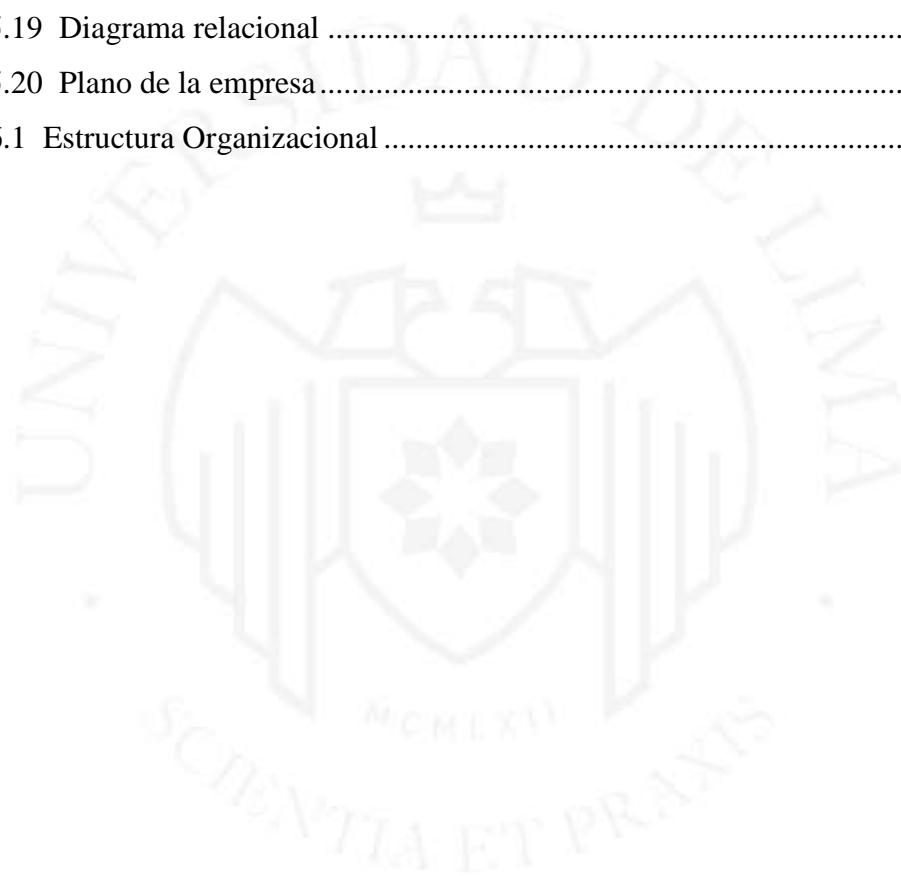 .19 Diagrama relacional ........................................................................
.20 Plano de la empresa.........................................................................
.1 Estructura Organizacional .................................................................
UNIVERSIDAD DE LIMA
MCMLXII
SCIENTIA ET PRAXIS